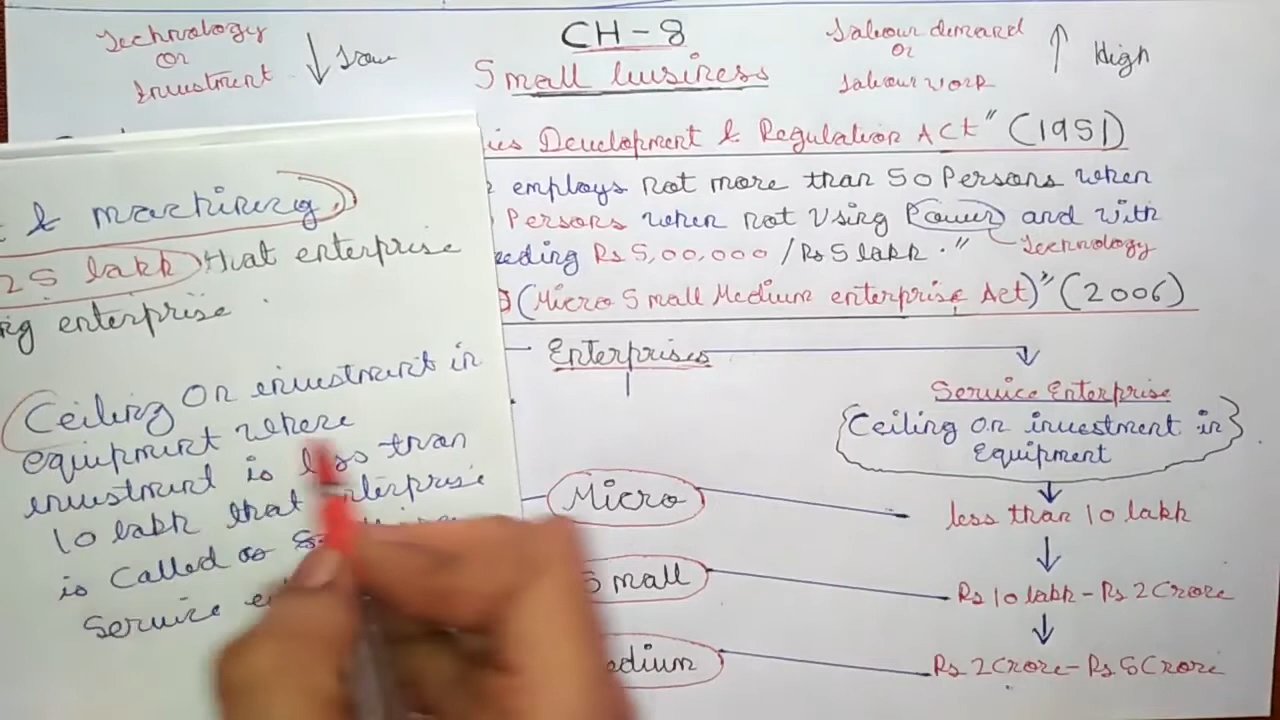 CH-8
Small business
Technology
or
investment
low
Labour demand
or
Labour work
High
ies Development & Regulation Act" (1951)
employs not more than 50 Persons when
Persons when not Using Power and with
eeding Rs 5,00,000 / Rs 5 lakh."
Technology
(Micro Small Medium enterprise Act)" (2006)
Enterprises
Service Enterprise
Ceiling on investment in
Equipment
Micro
less than 10 lakh
Small
Rs 10 lakh - Rs 2 Crore
edium
Rs 2 Crore - Rs 5 Crore
& machinery
25 lakh that enterprise
ng enterprise.
Ceiling on investment in
equipment where
investment is less than
10 lakh that enterprise
is Called as
Service